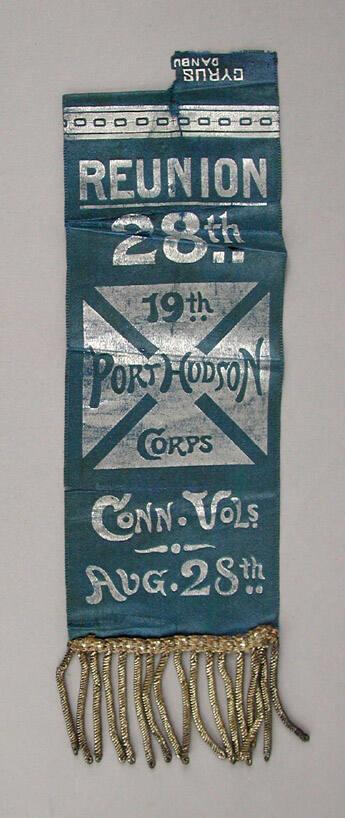 CYRUS
DANBU
REUNION
28th
19th
PORT HUDSON
CORPS
CONN. VOLS.
AUG. 28th